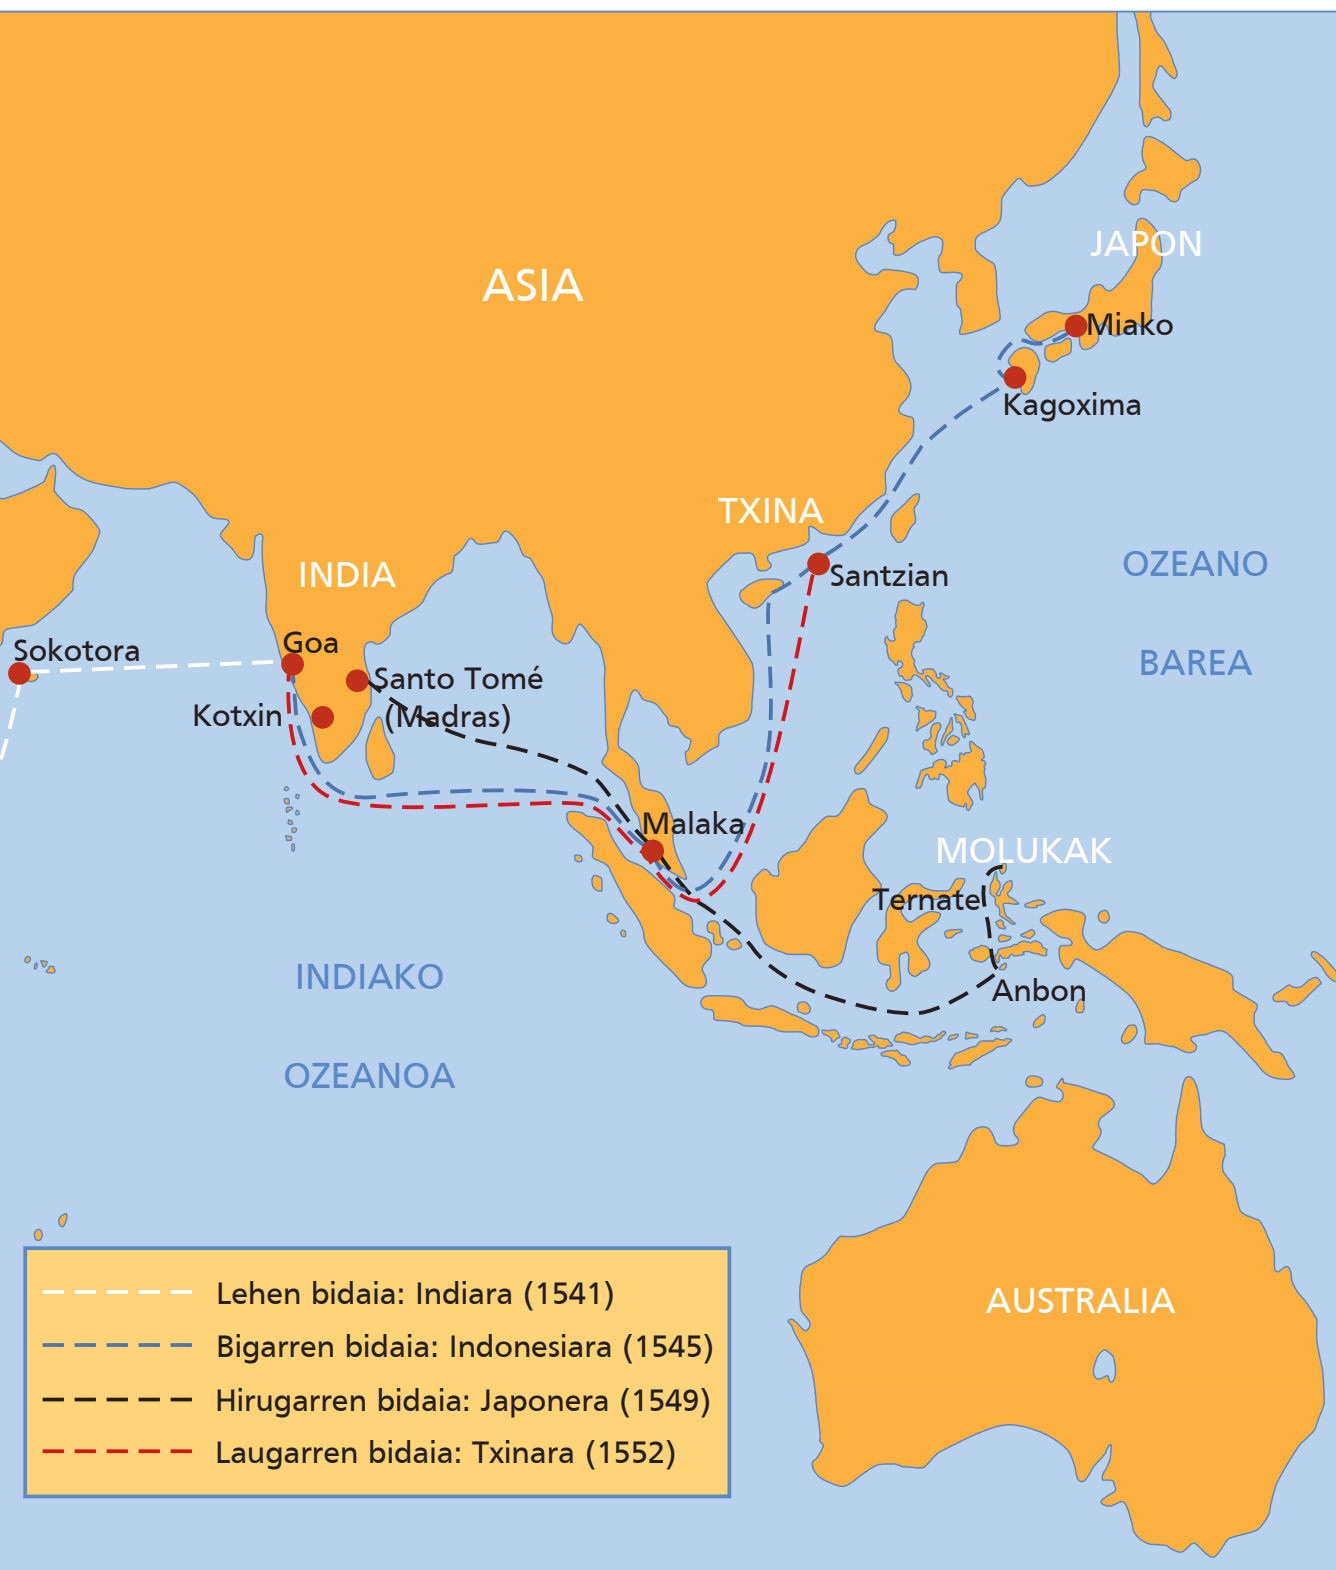 JAPON
ASIA
Miako
Kagoxima
TXINA
OZEANO
Santzian
INDIA
Goa
Sokotora
BAREA
Santo Tomé
(Madras)
Kotxin
Malaka
MOLUKAK
Ternate
INDIAKO
Anbon
OZEANOA
AUSTRALIA
Lehen bidaia: Indiara (1541)
Bigarren bidaia: Indonesiara (1545)
Hirugarren bidaia: Japonera (1549)
Laugarren bidaia: Txinara (1552)